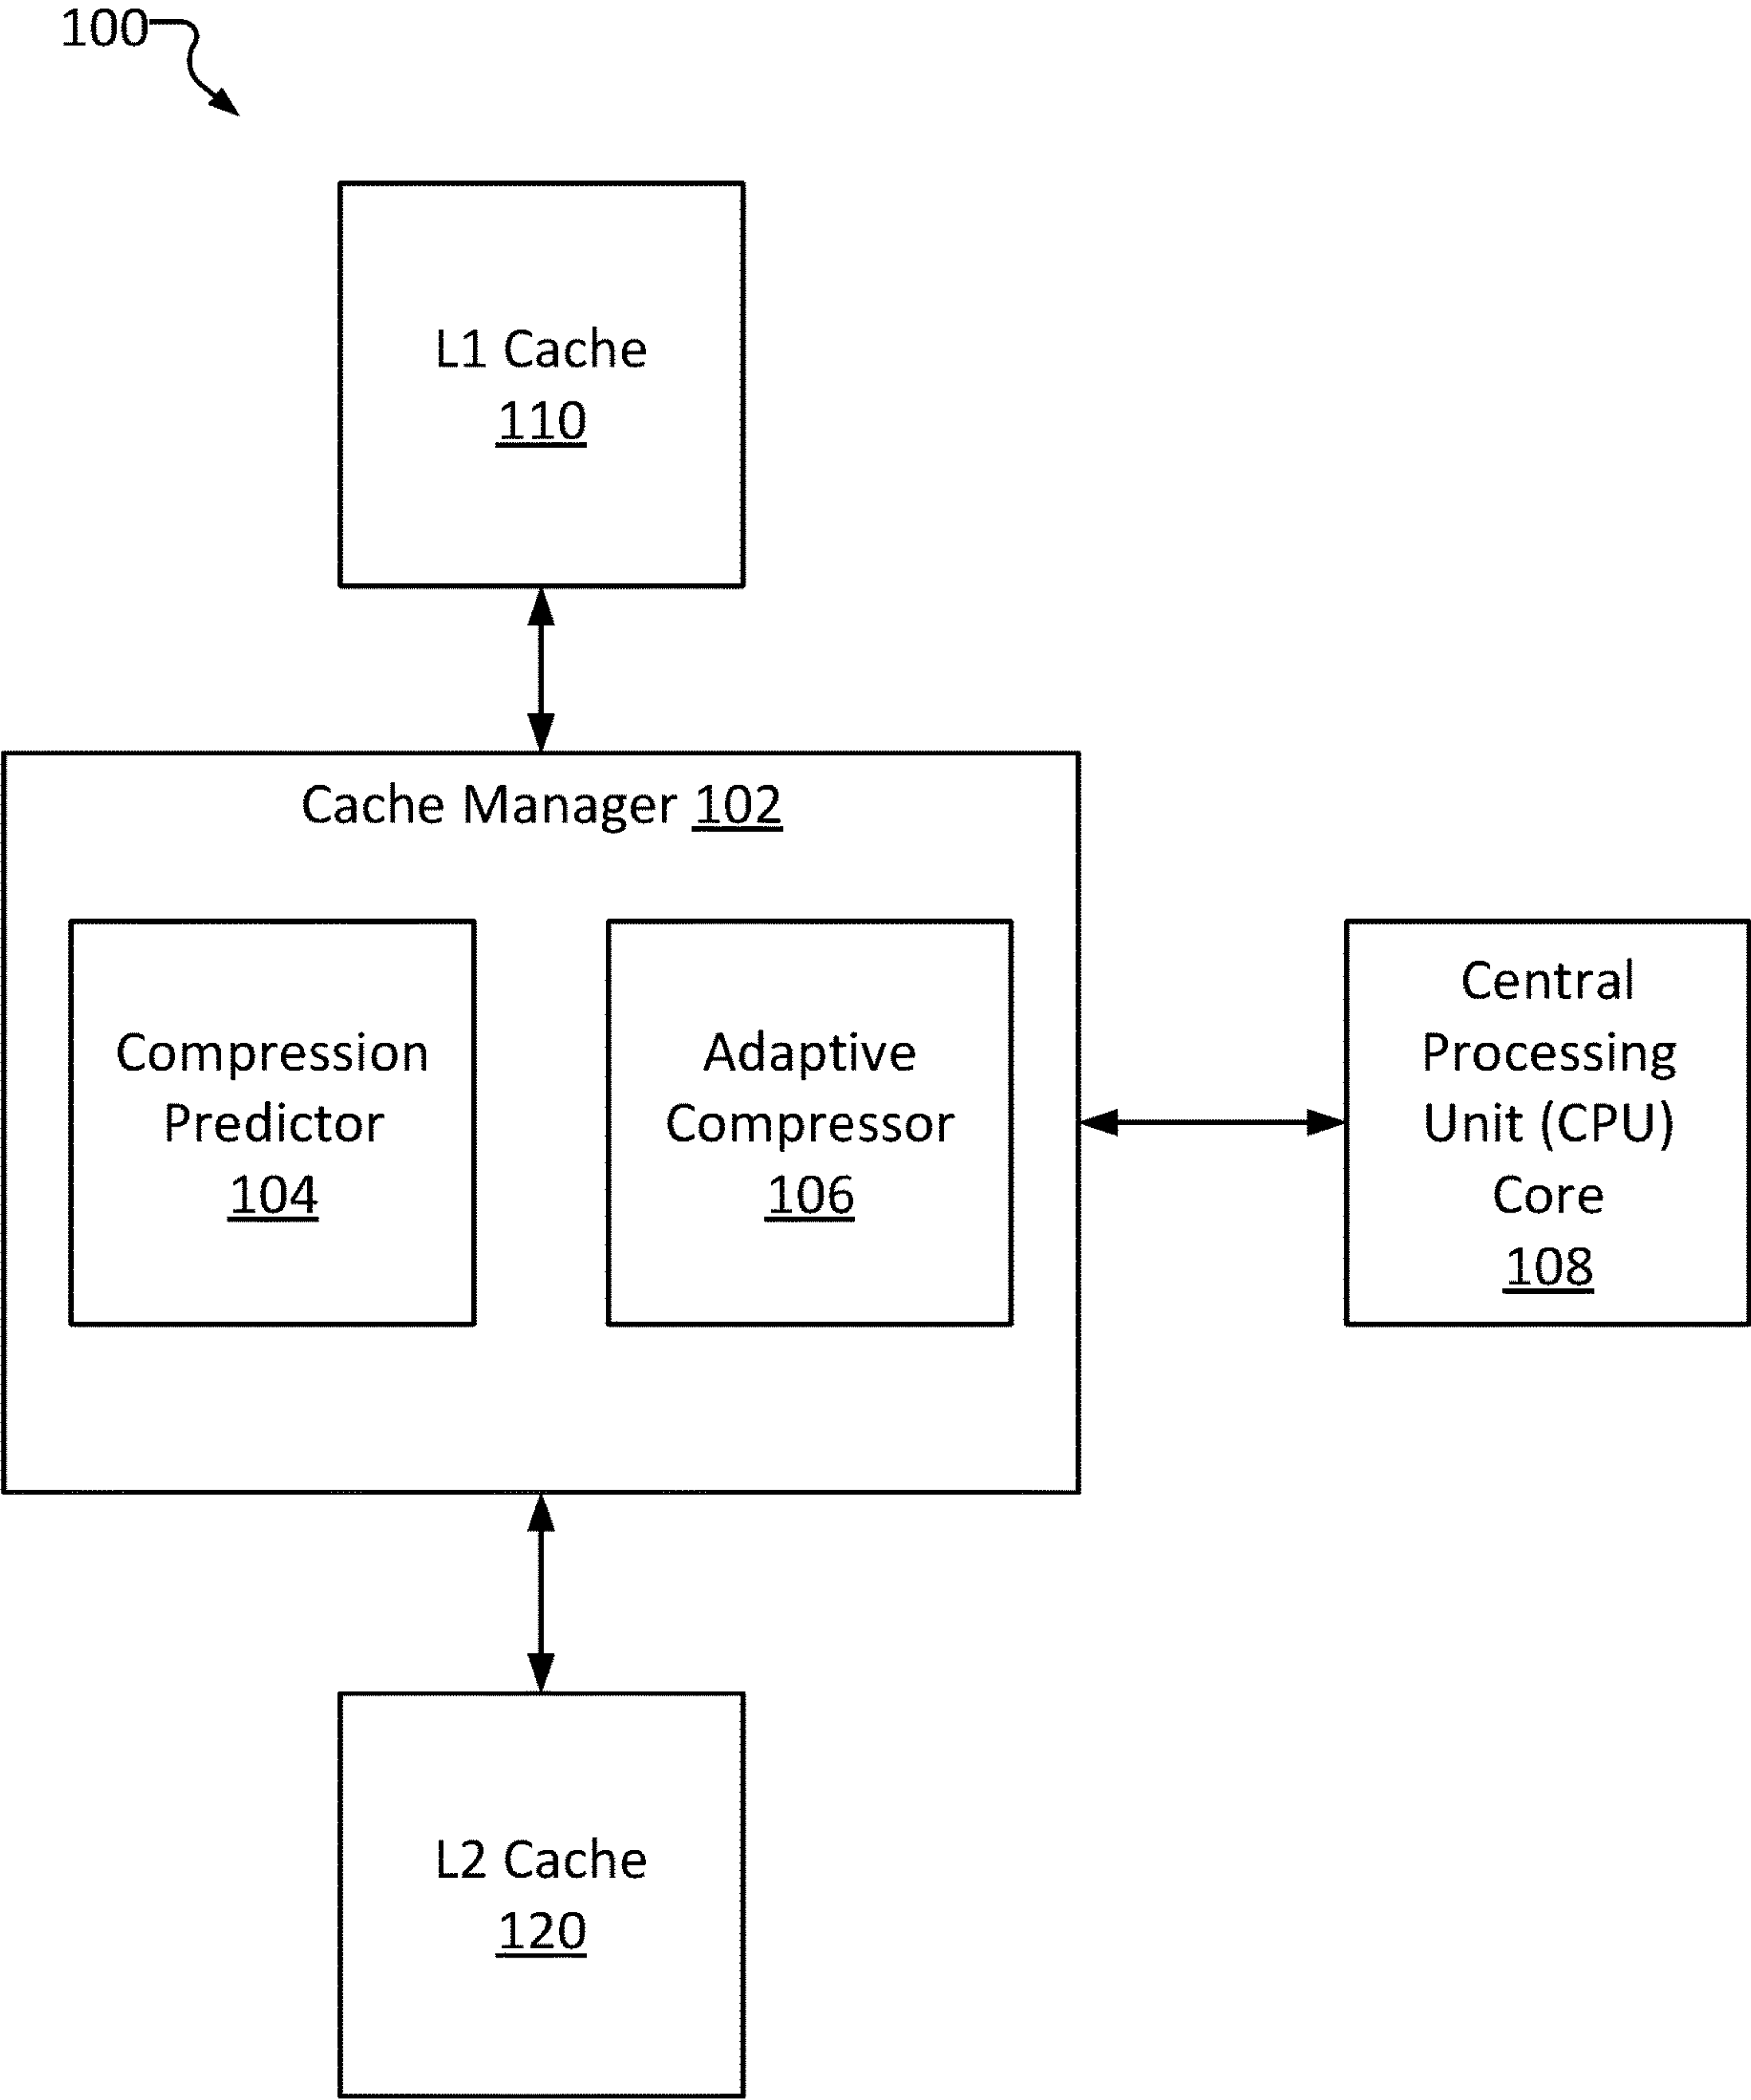 100
L1 Cache
110
Cache Manager 102
Compression
Predictor
104
Adaptive
Compressor
106
Central
Processing
Unit (CPU)
Core
108
L2 Cache
120